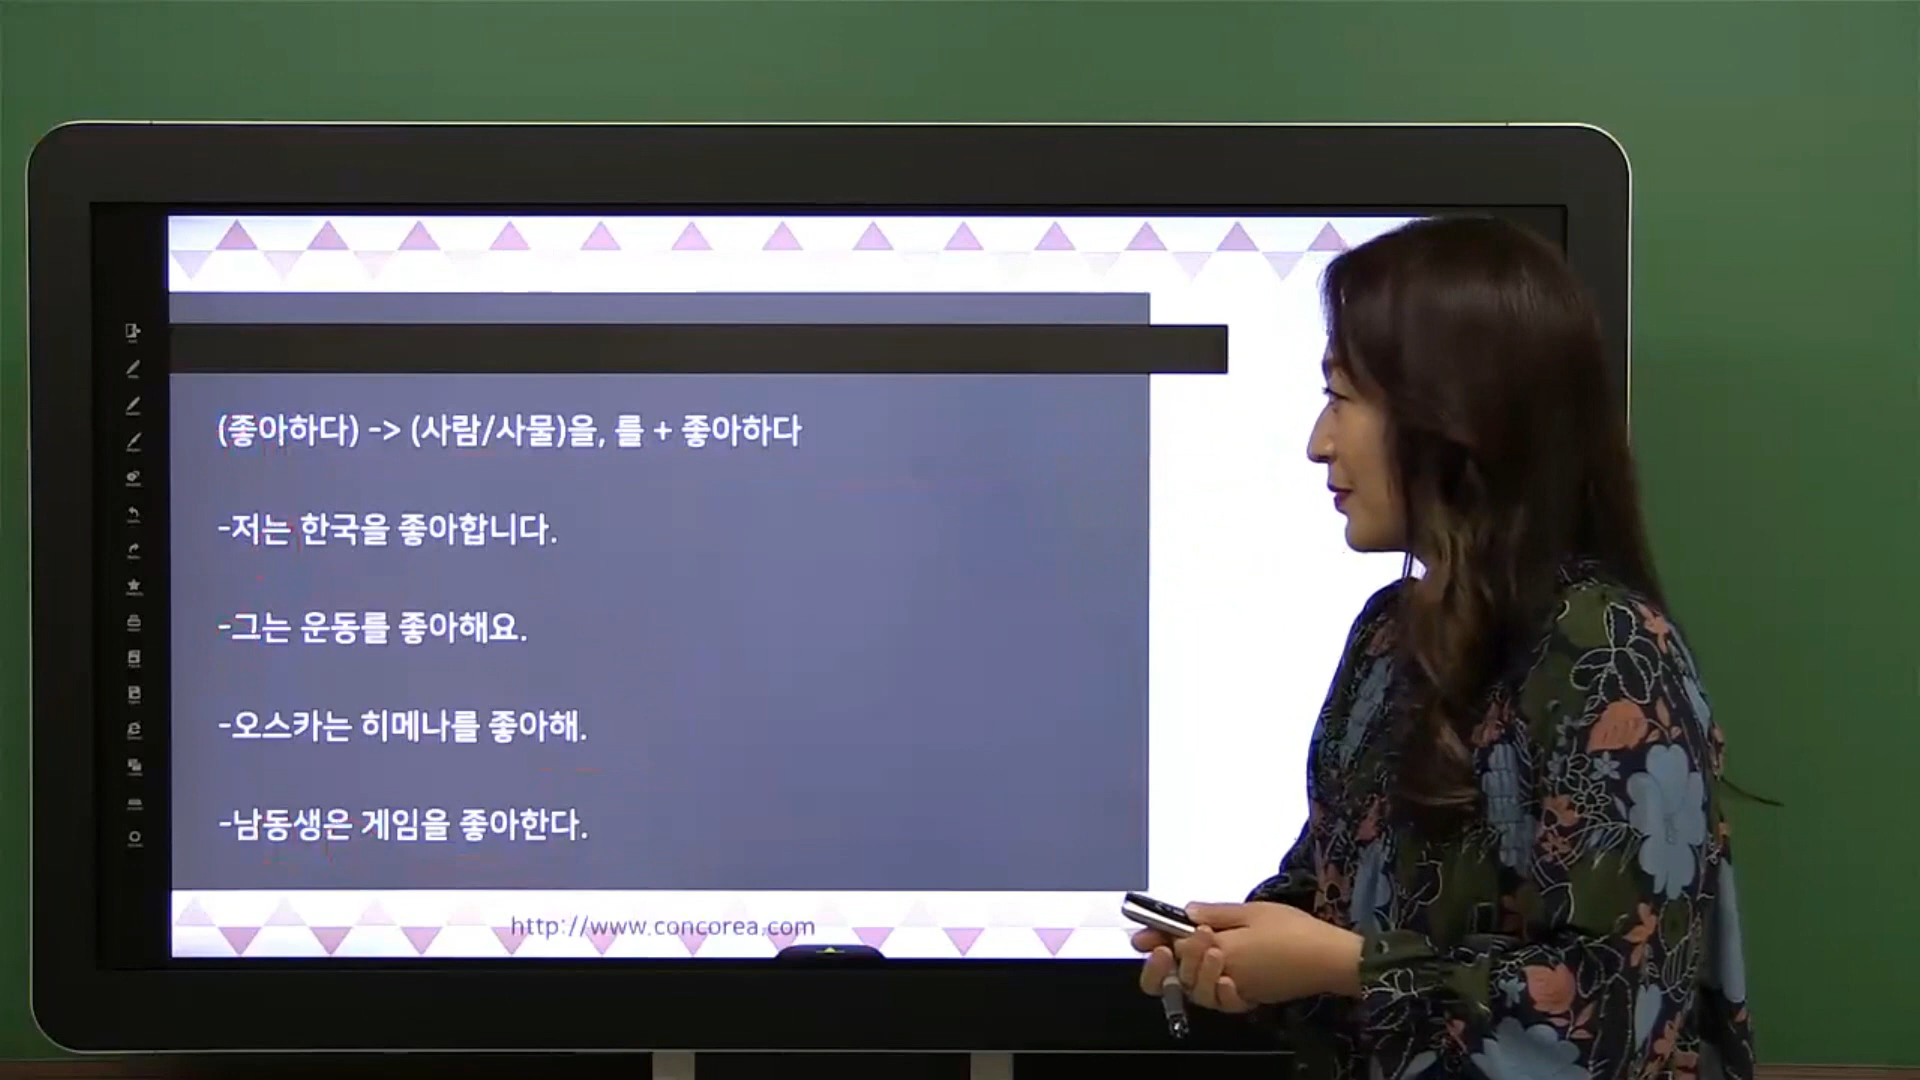 (좋아하다) -> (사람/사물)을, 를 + 좋아하다
-저는 한국을 좋아합니다.
-그는 운동를 좋아해요.
-오스카는 히메나를 좋아해.
-남동생은 게임을 좋아한다.
http://www.concorea.com